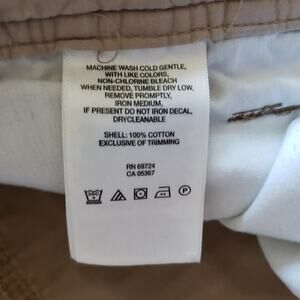 MACHINE WASH COLD GENTLE,
WITH LIKE COLORS,
NON-CHLORINE BLEACH
WHEN NEEDED, TUMBLE DRY LOW,
REMOVE PROMPTLY,
IRON MEDIUM,
IF PRESENT DO NOT IRON DECAL,
DRYCLEANABLE
SHELL: 100% COTTON
EXCLUSIVE OF TRIMMING
RN 69724
CA 05367
P